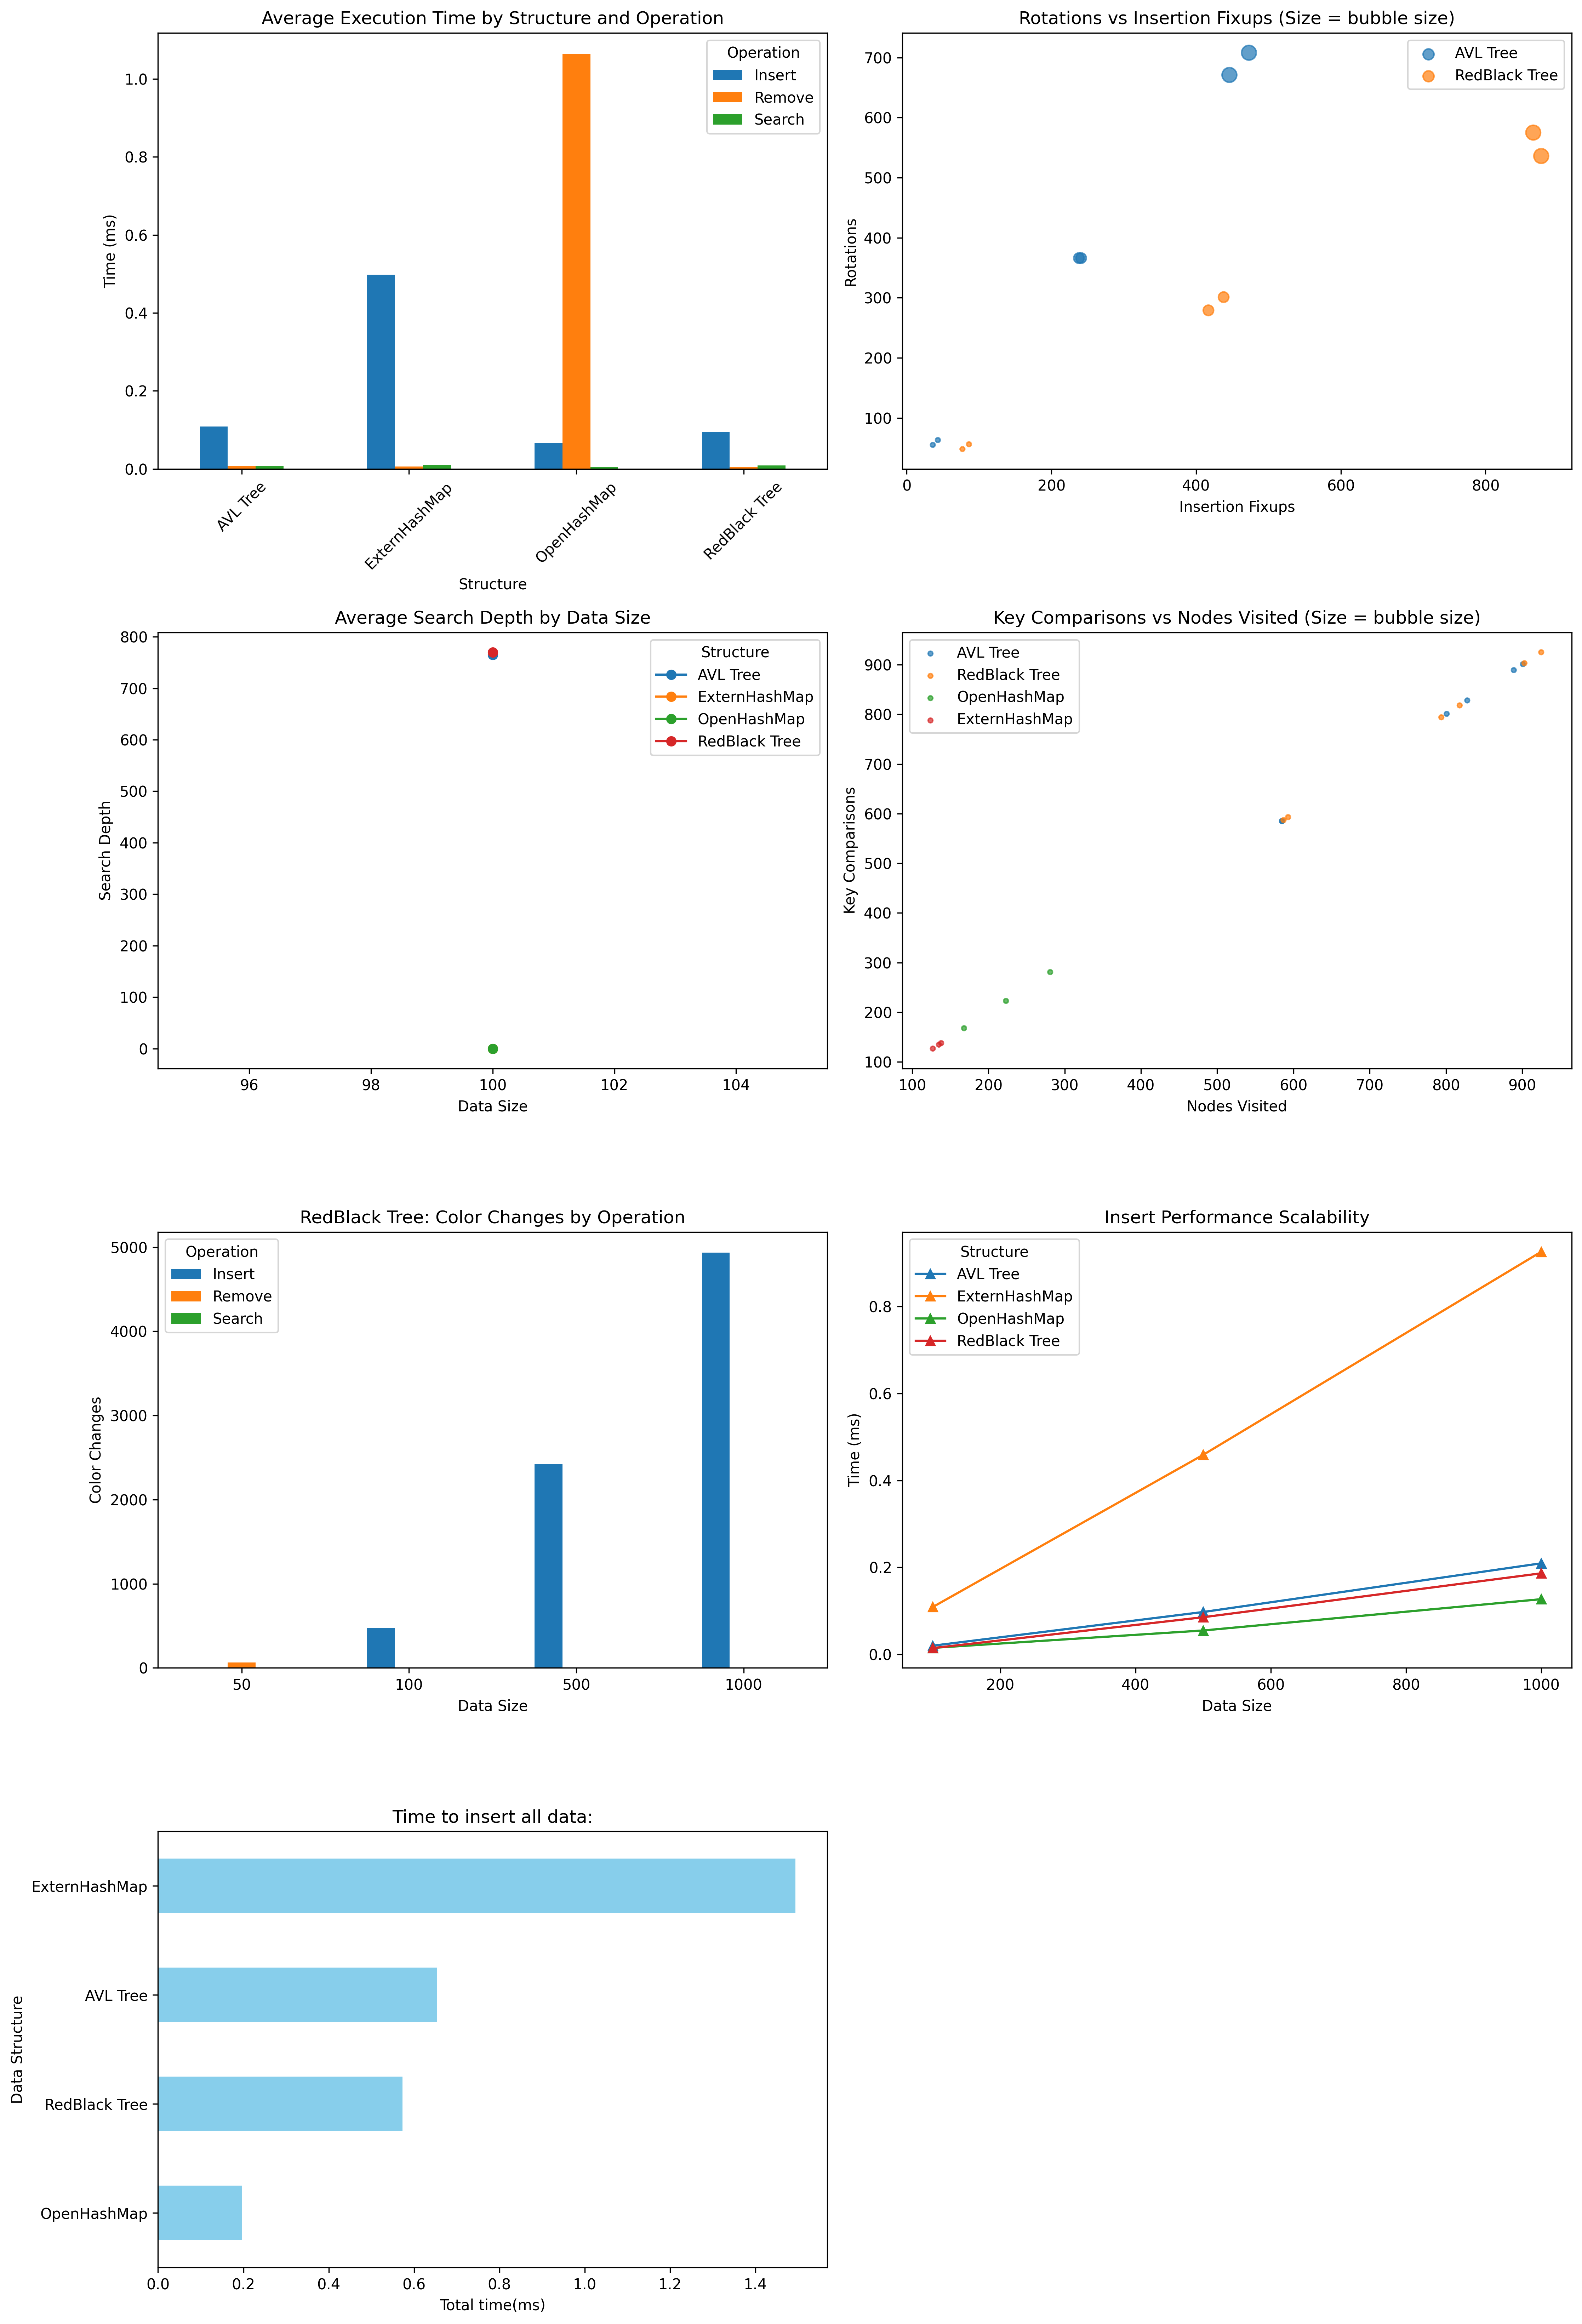 Average Execution Time by Structure and Operation
Time (ms)
1.0
0.8
0.6
0.4
0.2
0.0
Operation
Insert
Remove
Search
AVL Tree
ExternHashMap
OpenHashMap
RedBlack Tree
Structure
Rotations vs Insertion Fixups (Size = bubble size)
Rotations
700
600
500
400
300
200
100
AVL Tree
RedBlack Tree
0 200 400 600 800
Insertion Fixups
Average Search Depth by Data Size
Search Depth
800
700
600
500
400
300
200
100
0
Structure
AVL Tree
ExternHashMap
OpenHashMap
RedBlack Tree
96 98 100 102 104
Data Size
Key Comparisons vs Nodes Visited (Size = bubble size)
Key Comparisons
900
800
700
600
500
400
300
200
100
AVL Tree
RedBlack Tree
OpenHashMap
ExternHashMap
100 200 300 400 500 600 700 800 900
Nodes Visited
RedBlack Tree: Color Changes by Operation
Color Changes
5000
4000
3000
2000
1000
0
Operation
Insert
Remove
Search
50 100 500 1000
Data Size
Insert Performance Scalability
Time (ms)
0.8
0.6
0.4
0.2
0.0
Structure
AVL Tree
ExternHashMap
OpenHashMap
RedBlack Tree
200 400 600 800 1000
Data Size
Time to insert all data:
Data Structure
ExternHashMap
AVL Tree
RedBlack Tree
OpenHashMap
0.0 0.2 0.4 0.6 0.8 1.0 1.2 1.4
Total time(ms)